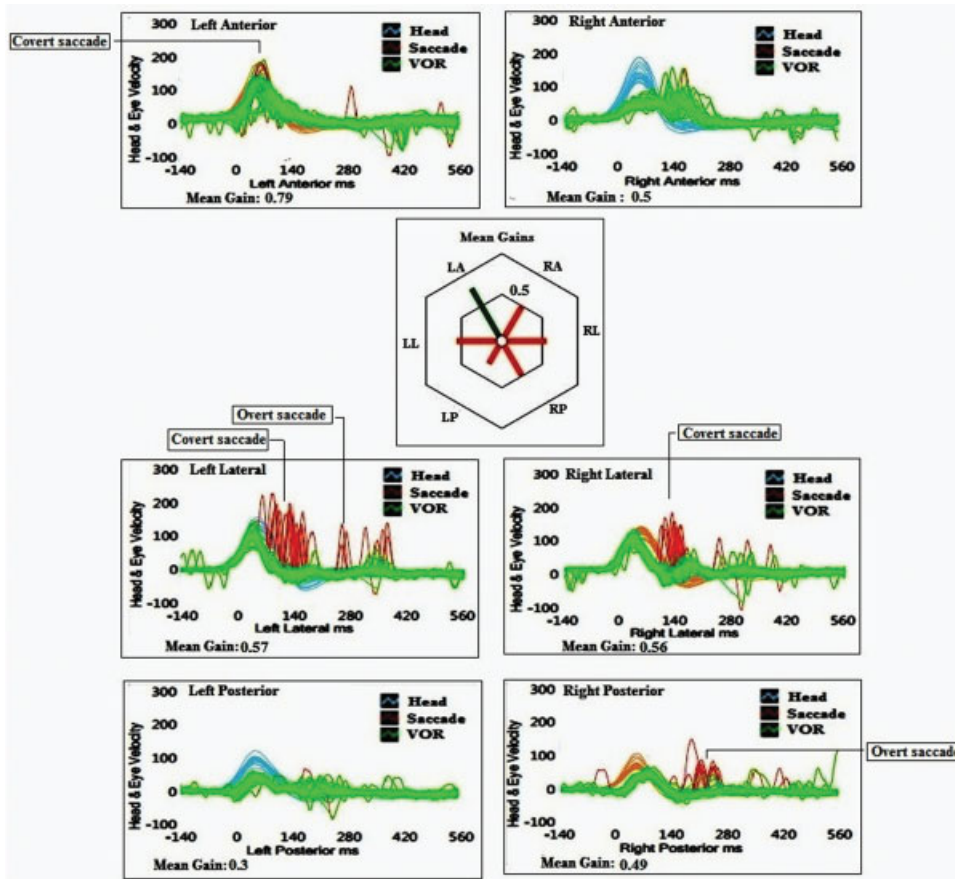 Left Anterior
Covert saccade
Head
Saccade
VOR
Head & Eye Velocity
300
200
100
0
-100
-140 0 140 280 420 560
Left Anterior ms
Mean Gain: 0.79
Right Anterior
Head
Saccade
VOR
Head & Eye Velocity
300
200
100
0
-100
-140 0 140 280 420 560
Right Anterior ms
Mean Gain : 0.5
Mean Gains
LA RA
0.5
LL RL
LP RP
Overt saccade
Covert saccade
Left Lateral
Head
Saccade
VOR
Head & Eye Velocity
300
200
100
0
-100
-140 0 140 280 420 560
Left Lateral ms
Mean Gain:0.57
Covert saccade
Right Lateral
Head
Saccade
VOR
Head & Eye Velocity
300
200
100
0
-100
-140 0 140 280 420 560
Right Lateral ms
Mean Gain: 0.56
Left Posterior
Head
Saccade
VOR
Head & Eye Velocity
300
200
100
0
-100
-140 0 140 280 420 560
Left Posterior ms
Mean Gain: 0.3
Right Posterior
Head
Saccade
VOR
Overt saccade
Head & Eye Velocity
300
200
100
0
-100
-140 0 140 280 420 560
Right Posterior ms
Mean Gain: 0.49